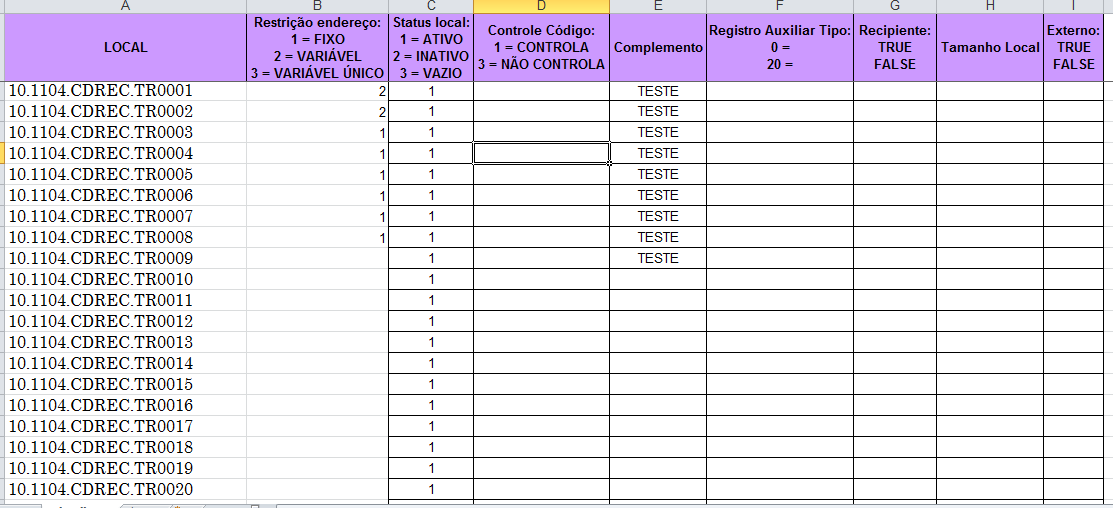 A B C D E F G H I
LOCAL
Restrição endereço:
1 = FIXO
2 = VARIÁVEL
3 = VARIÁVEL ÚNICO
Status local:
1 = ATIVO
2 = INATIVO
3 = VAZIO
Controle Código:
1 = CONTROLA
3 = NÃO CONTROLA
Complemento
Registro Auxiliar Tipo:
0 =
20 =
Recipiente:
TRUE
FALSE
Tamanho Local
Externo:
TRUE
FALSE
10.1104.CDREC.TR0001 2 1 TESTE
10.1104.CDREC.TR0002 2 1 TESTE
10.1104.CDREC.TR0003 1 1 TESTE
10.1104.CDREC.TR0004 1 1 TESTE
10.1104.CDREC.TR0005 1 1 TESTE
10.1104.CDREC.TR0006 1 1 TESTE
10.1104.CDREC.TR0007 1 1 TESTE
10.1104.CDREC.TR0008 1 1 TESTE
10.1104.CDREC.TR0009 1 TESTE
10.1104.CDREC.TR0010 1
10.1104.CDREC.TR0011 1
10.1104.CDREC.TR0012 1
10.1104.CDREC.TR0013 1
10.1104.CDREC.TR0014 1
10.1104.CDREC.TR0015 1
10.1104.CDREC.TR0016 1
10.1104.CDREC.TR0017 1
10.1104.CDREC.TR0018 1
10.1104.CDREC.TR0019 1
10.1104.CDREC.TR0020 1